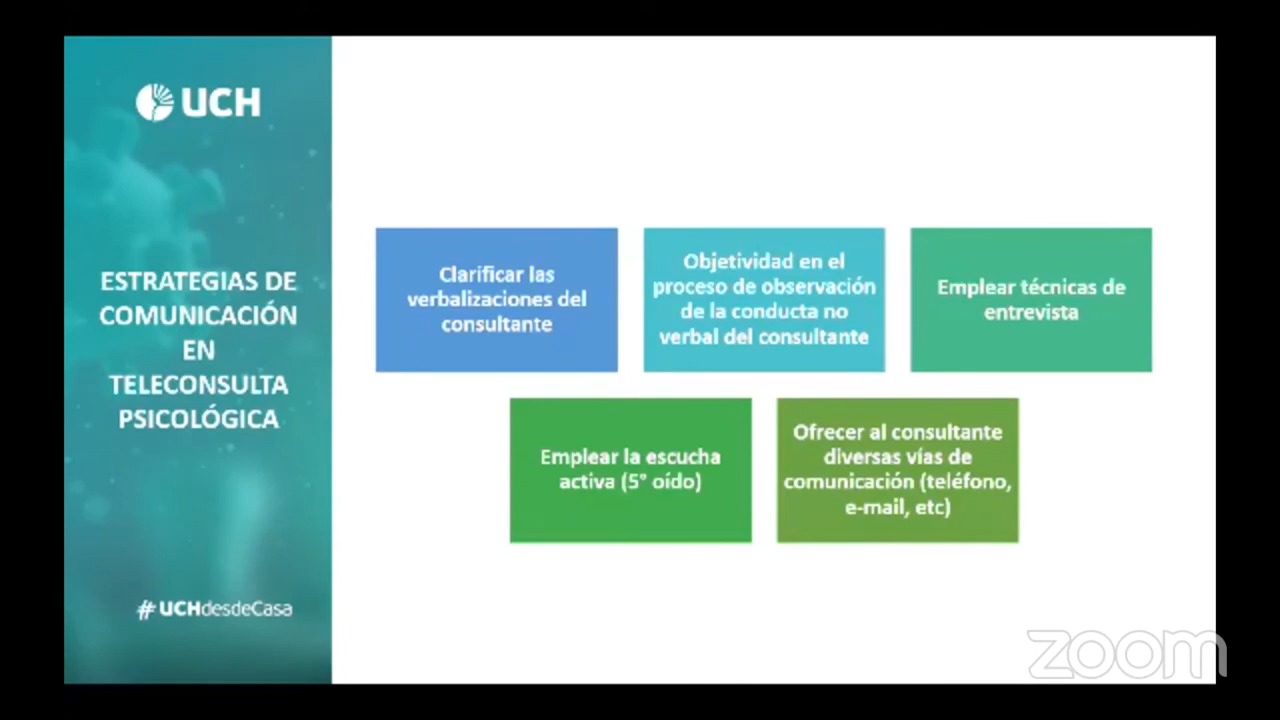 UCH
ESTRATEGIAS DE
COMUNICACIÓN
EN
TELECONSULTA
PSICOLÓGICA
#UCHdesdeCasa
Clarificar las
verbalizaciones del
consultante
Objetividad en el
proceso de observación
de la conducta no
verbal del consultante
Emplear técnicas de
entrevista
Emplear la escucha
activa (5° oído)
Ofrecer al consultante
diversas vías de
comunicación (teléfono,
e-mail, etc)
zoom